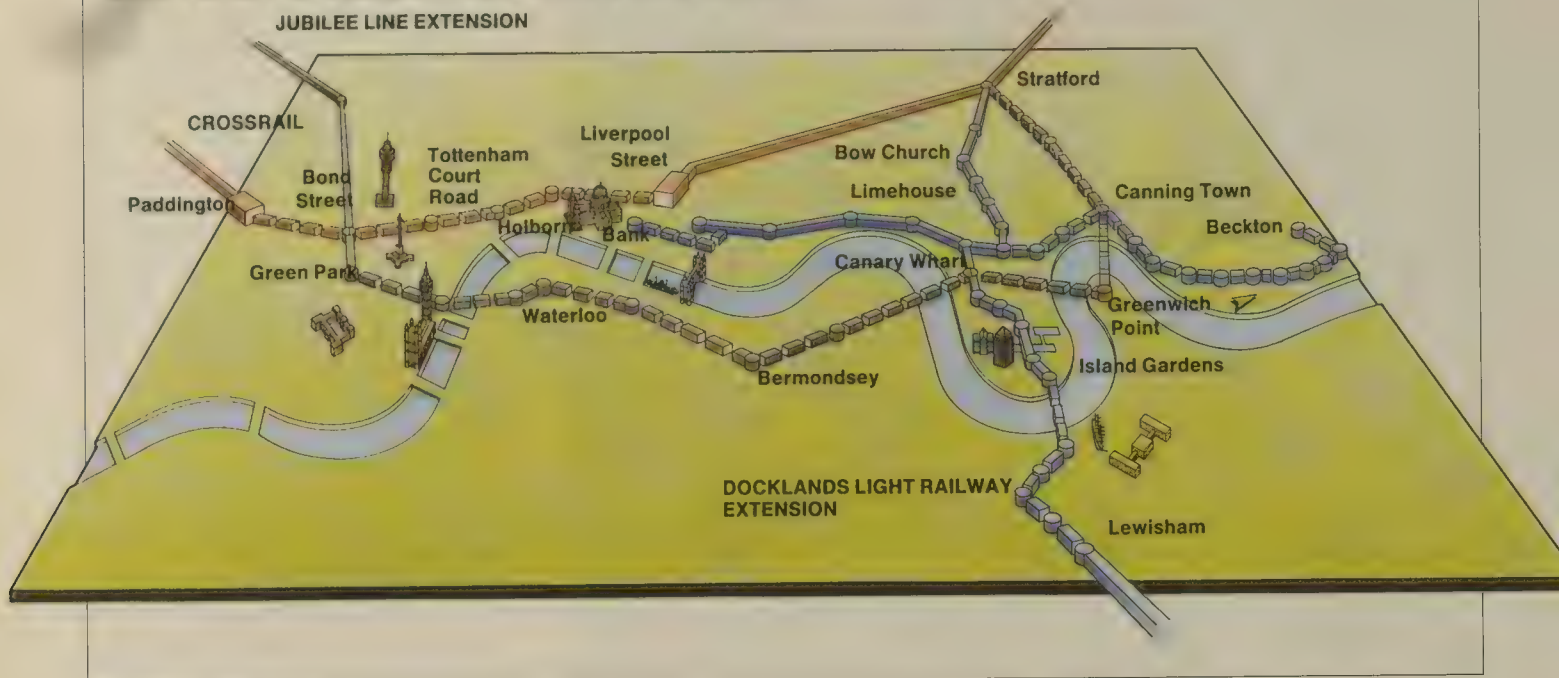 JUBILEE LINE EXTENSION
Stratford
CROSSRAIL
Liverpool
Street
Tottenham
Court
Road
Bow Church
Bond
Street
Limehouse
Canning Town
Paddington
Holborn
Bank
Beckton
Green Park
Canary Wharf
Waterloo
Greenwich
Point
Bermondsey
Island Gardens
DOCKLANDS LIGHT RAILWAY
EXTENSION
Lewisham